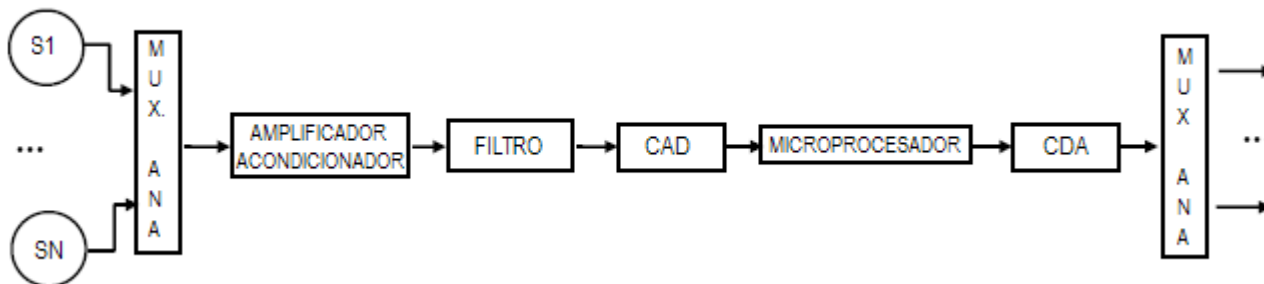 S1
...
SN
M
U
X.
A
N
A
AMPLIFICADOR
ACONDICIONADOR
FILTRO
CAD
MICROPROCESADOR
CDA
M
U
X
A
N
A
..